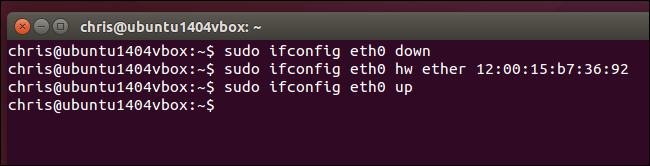 chris@ubuntu1404vbox: ~
chris@ubuntu1404vbox:~$ sudo ifconfig eth0 down
chris@ubuntu1404vbox:~$ sudo ifconfig eth0 hw ether 12:00:15:b7:36:92
chris@ubuntu1404vbox:~$ sudo ifconfig eth0 up
chris@ubuntu1404vbox:~$